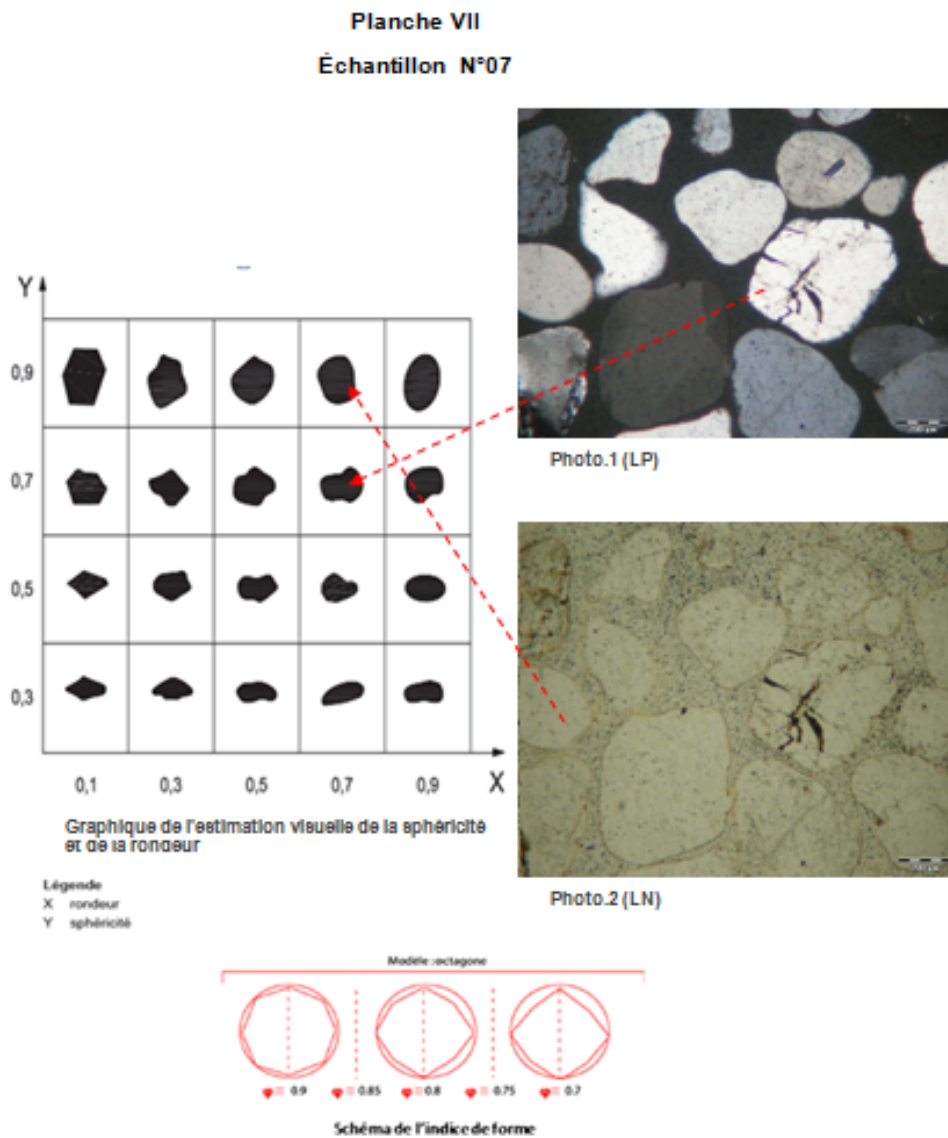 Planche VII
Échantillon N°07
Y
0,9
0,7
0,5
0,3
0,1 0,3 0,5 0,7 0,9 X
Graphique de l'estimation visuelle de la sphéricité
et de la rondeur
Légende
X rondeur
Y sphéricité
Photo.1 (LP)
Photo.2 (LN)
Modèle :octagone
= 0.9 = 0.85 = 0.8 = 0.75 = 0.7
Schéma de l'indice de forme